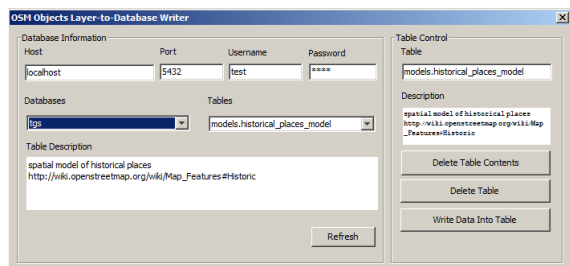 OSM Objects Layer-to-Database Writer
Database Information
Host Port Username Password
localhost 5432 test ****
Databases Tables
tgs models.historical_places_model
Table Description
spatial model of historical places
http://wiki.openstreetmap.org/wiki/Map_Features#Historic
Refresh
Table Control
Table
models.historical_places_model
Description
spatial model of historical places
http://wiki.openstreetmap.org/wiki/Map
_Features#Historic
Delete Table Contents
Delete Table
Write Data Into Table